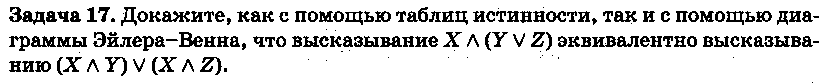 Задача 17. Докажите, как с помощью таблиц истинности, так и с помощью диа-
граммы Эйлера–Венна, что высказывание X ∧ (Y ∨ Z) эквивалентно высказыва-
нию (X ∧ Y) ∨ (X ∧ Z).